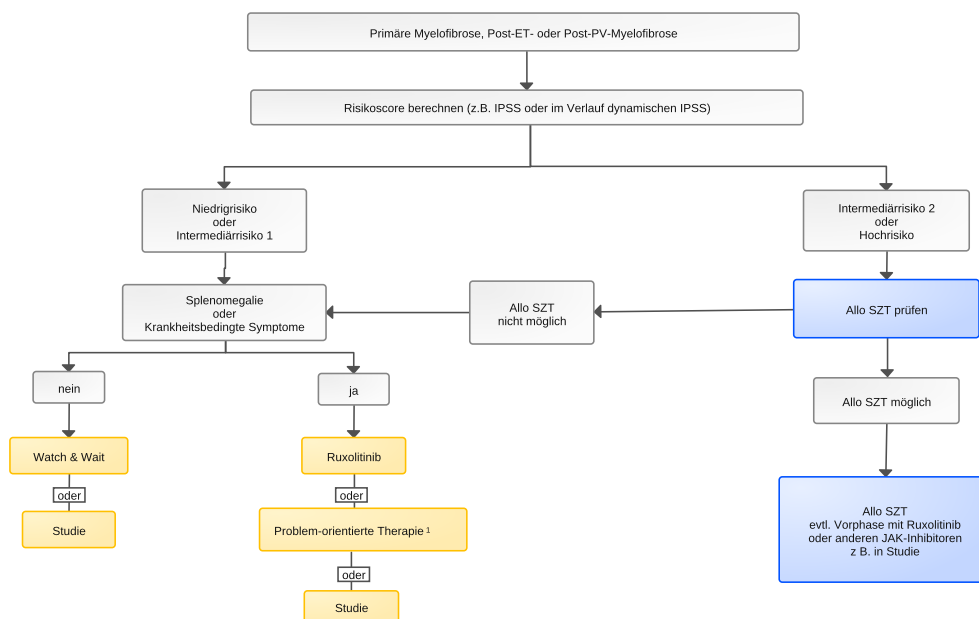 Primäre Myelofibrose, Post-ET- oder Post-PV-Myelofibrose
Risikoscore berechnen (z.B. IPSS oder im Verlauf dynamischen IPSS)
Niedrigrisiko
oder
Intermediärrisiko 1
Intermediärrisiko 2
oder
Hochrisiko
Splenomegalie
oder
Krankheitsbedingte Symptome
Allo SZT
nicht möglich
Allo SZT prüfen
nein
ja
Allo SZT möglich
Watch & Wait
oder
Studie
Ruxolitinib
oder
Problem-orientierte Therapie 1
oder
Studie
Allo SZT
evtl. Vorphase mit Ruxolitinib
oder anderen JAK-Inhibitoren
z B. in Studie